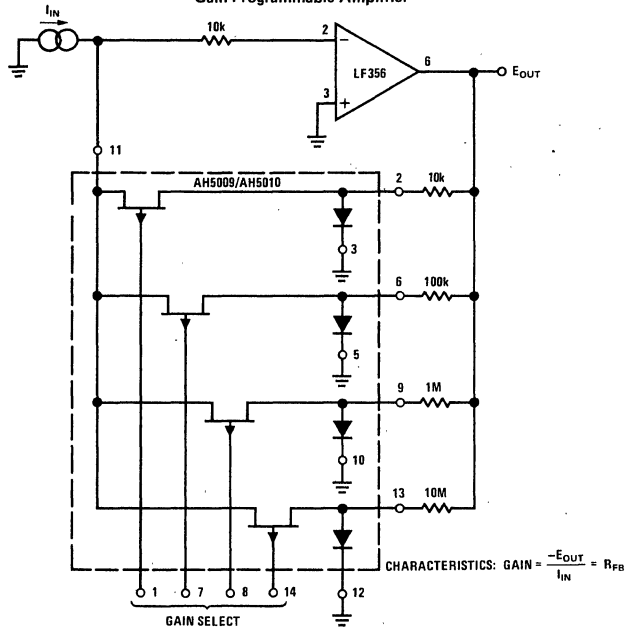 Gain Programmable Amplifier
IIN
10k
2
−
LF356
6
EOUT
3
+
11
AH5009/AH5010
2
10k
3
6
100k
5
9
1M
10
13
10M
CHARACTERISTICS: GAIN = −EOUT / IIN = RFB
1
7
8
14
12
GAIN SELECT